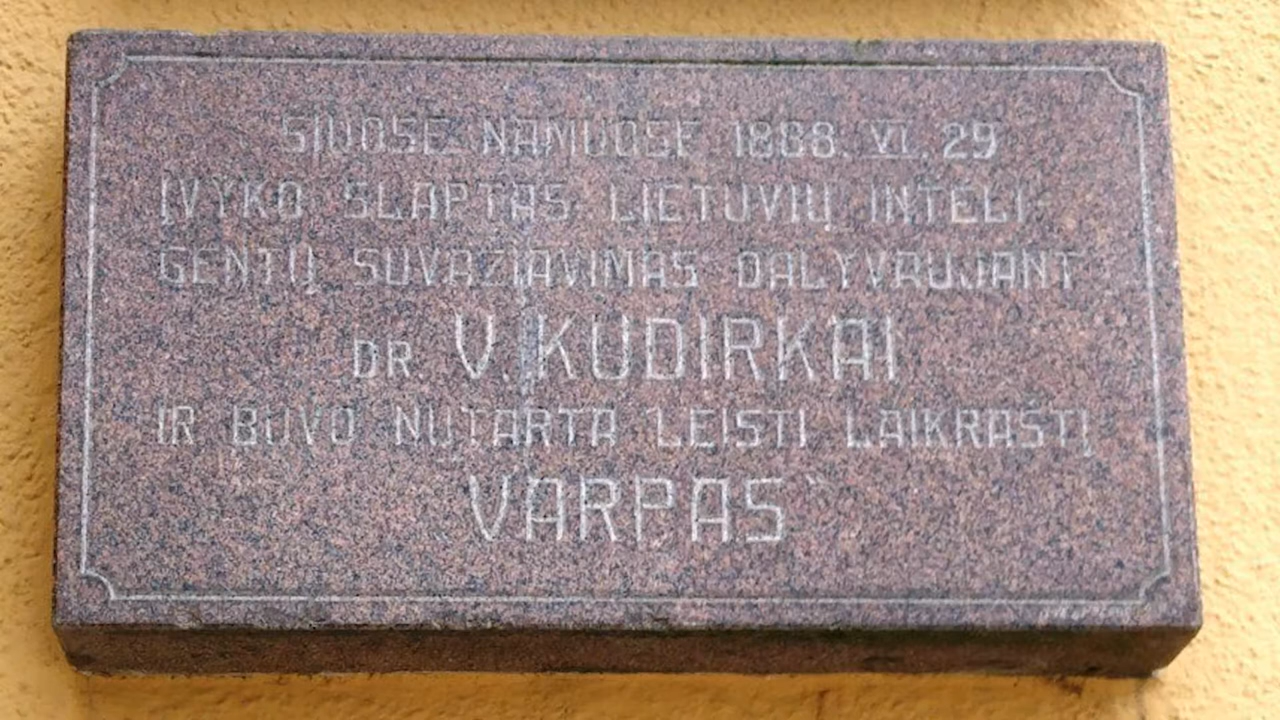 ŠIUOSE NAMUOSE 1888. VI. 29
ĮVYKO SLAPTAS LIETUVIŲ INTELI-
GENTŲ SUVAŽIAVIMAS DALYVAUJANT
DR. V. KUDIRKAI
IR BUVO NUTARTA LEISTI LAIKRAŠTĮ
„VARPAS“